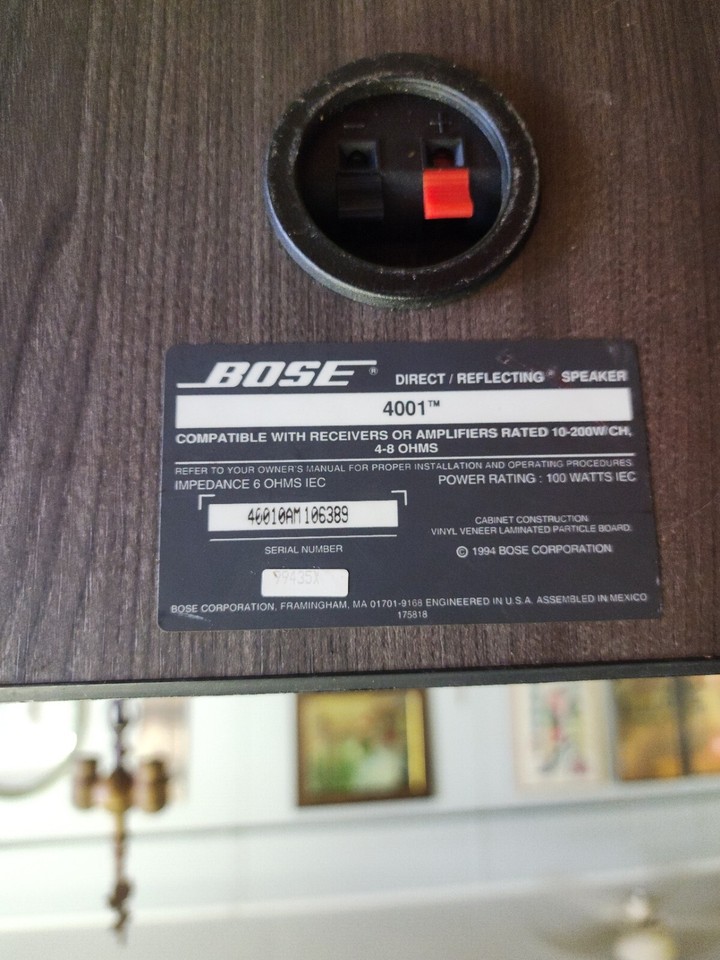 − +
BOSE® DIRECT / REFLECTING® SPEAKER
4001™
COMPATIBLE WITH RECEIVERS OR AMPLIFIERS RATED 10-200W/CH,
4-8 OHMS
REFER TO YOUR OWNER'S MANUAL FOR PROPER INSTALLATION AND OPERATING PROCEDURES.
IMPEDANCE 6 OHMS IEC POWER RATING : 100 WATTS IEC
40010AM106389
SERIAL NUMBER
CABINET CONSTRUCTION:
VINYL VENEER LAMINATED PARTICLE BOARD.
© 1994 BOSE CORPORATION
99435X
BOSE CORPORATION, FRAMINGHAM, MA 01701-9168 ENGINEERED IN U.S.A. ASSEMBLED IN MEXICO
175818